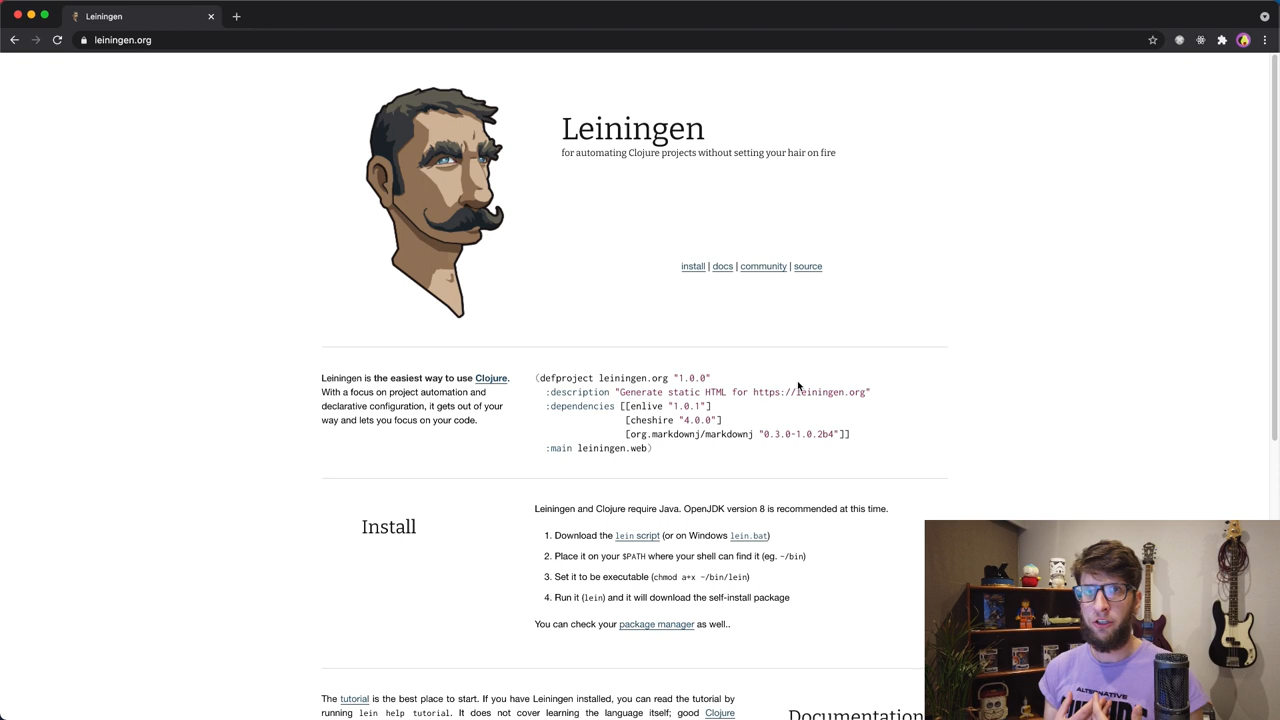 Leiningen
leiningen.org
Leiningen
for automating Clojure projects without setting your hair on fire
install | docs | community | source
Leiningen is the easiest way to use Clojure.
With a focus on project automation and
declarative configuration, it gets out of your
way and lets you focus on your code.
(defproject leiningen.org "1.0.0"
:description "Generate static HTML for https://leiningen.org"
:dependencies [[enlive "1.0.1"]
[cheshire "4.0.0"]
[org.markdownj/markdownj "0.3.0-1.0.2b4"]]
:main leiningen.web)
Install
Leiningen and Clojure require Java. OpenJDK version 8 is recommended at this time.
1. Download the lein script (or on Windows lein.bat)
2. Place it on your $PATH where your shell can find it (eg. ~/bin)
3. Set it to be executable (chmod a+x ~/bin/lein)
4. Run it (lein) and it will download the self-install package
You can check your package manager as well..
The tutorial is the best place to start. If you have Leiningen installed, you can read the tutorial by
running lein help tutorial. It does not cover learning the language itself; good Clojure
Documentation
ALTERNATIVE